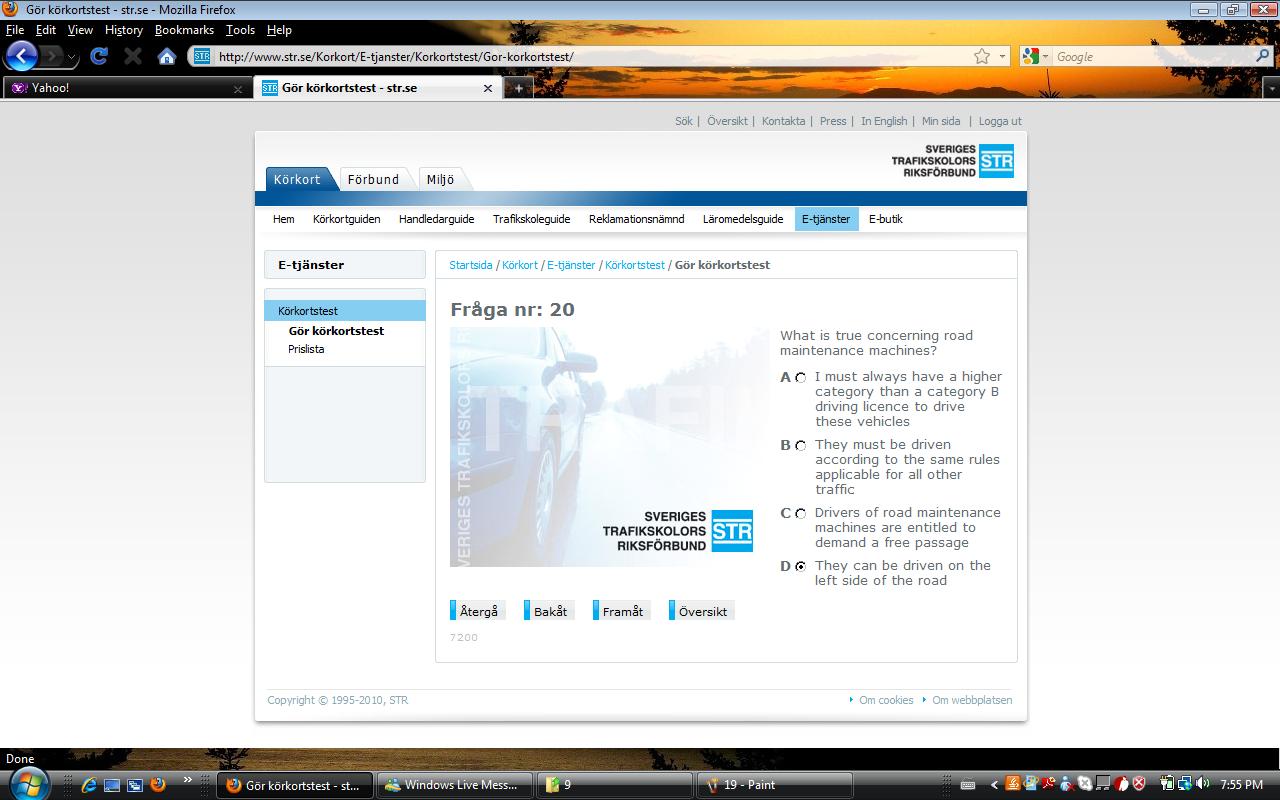 Gör körkortstest - str.se - Mozilla Firefox
File Edit View History Bookmarks Tools Help
STR http://www.str.se/Korkort/E-tjanster/Korkortstest/Gor-korkortstest/ Google
Yahoo! STR Gör körkortstest - str.se
Sök | Översikt | Kontakta | Press | In English | Min sida | Logga ut
SVERIGES
TRAFIKSKOLORS STR
RIKSFÖRBUND
Körkort Förbund Miljö
Hem Körkortguiden Handledarguide Trafikskoleguide Reklamationsnämnd Läromedelsguide E-tjänster E-butik
E-tjänster
Körkortstest
Gör körkortstest
Prislista
Startsida / Körkort / E-tjänster / Körkortstest / Gör körkortstest
Fråga nr: 20
TRAFI
SVERIGES
TRAFIKSKOLORS STR
RIKSFÖRBUND
What is true concerning road
maintenance machines?
A I must always have a higher
category than a category B
driving licence to drive
these vehicles
B They must be driven
according to the same rules
applicable for all other
traffic
C Drivers of road maintenance
machines are entitled to
demand a free passage
D They can be driven on the
left side of the road
Återgå Bakåt Framåt Översikt
7200
Copyright © 1995-2010, STR Om cookies Om webbplatsen
Done
Gör körkortstest - st... Windows Live Mess... 9 19 - Paint 7:55 PM